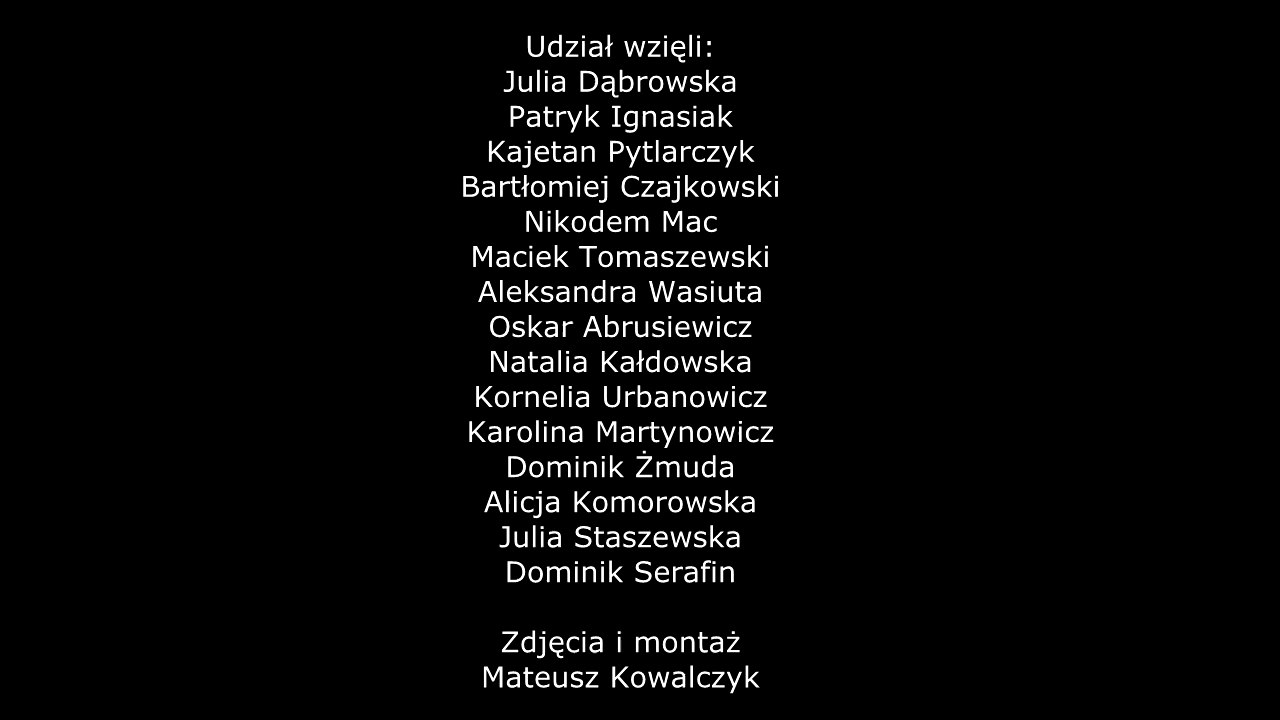 Udział wzięli:
Julia Dąbrowska
Patryk Ignasiak
Kajetan Pytlarczyk
Bartłomiej Czajkowski
Nikodem Mac
Maciek Tomaszewski
Aleksandra Wasiuta
Oskar Abrusiewicz
Natalia Kałdowska
Kornelia Urbanowicz
Karolina Martynowicz
Dominik Żmuda
Alicja Komorowska
Julia Staszewska
Dominik Serafin
Zdjęcia i montaż
Mateusz Kowalczyk